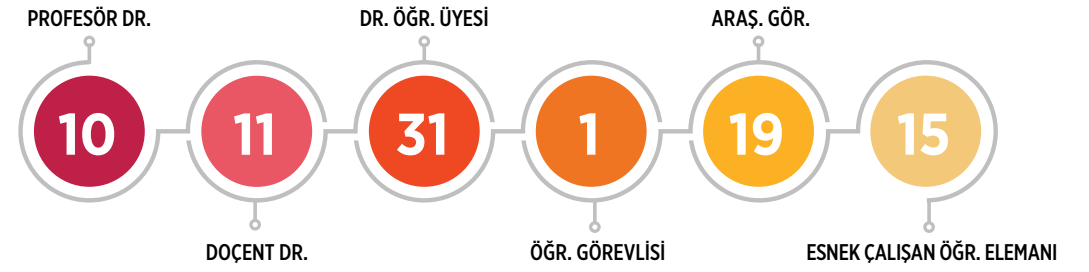 PROFESÖR DR.
DR. ÖĞR. ÜYESİ
ARAŞ. GÖR.
10
11
31
1
19
15
DOÇENT DR.
ÖĞR. GÖREVLİSİ
ESNEK ÇALIŞAN ÖĞR. ELEMANI